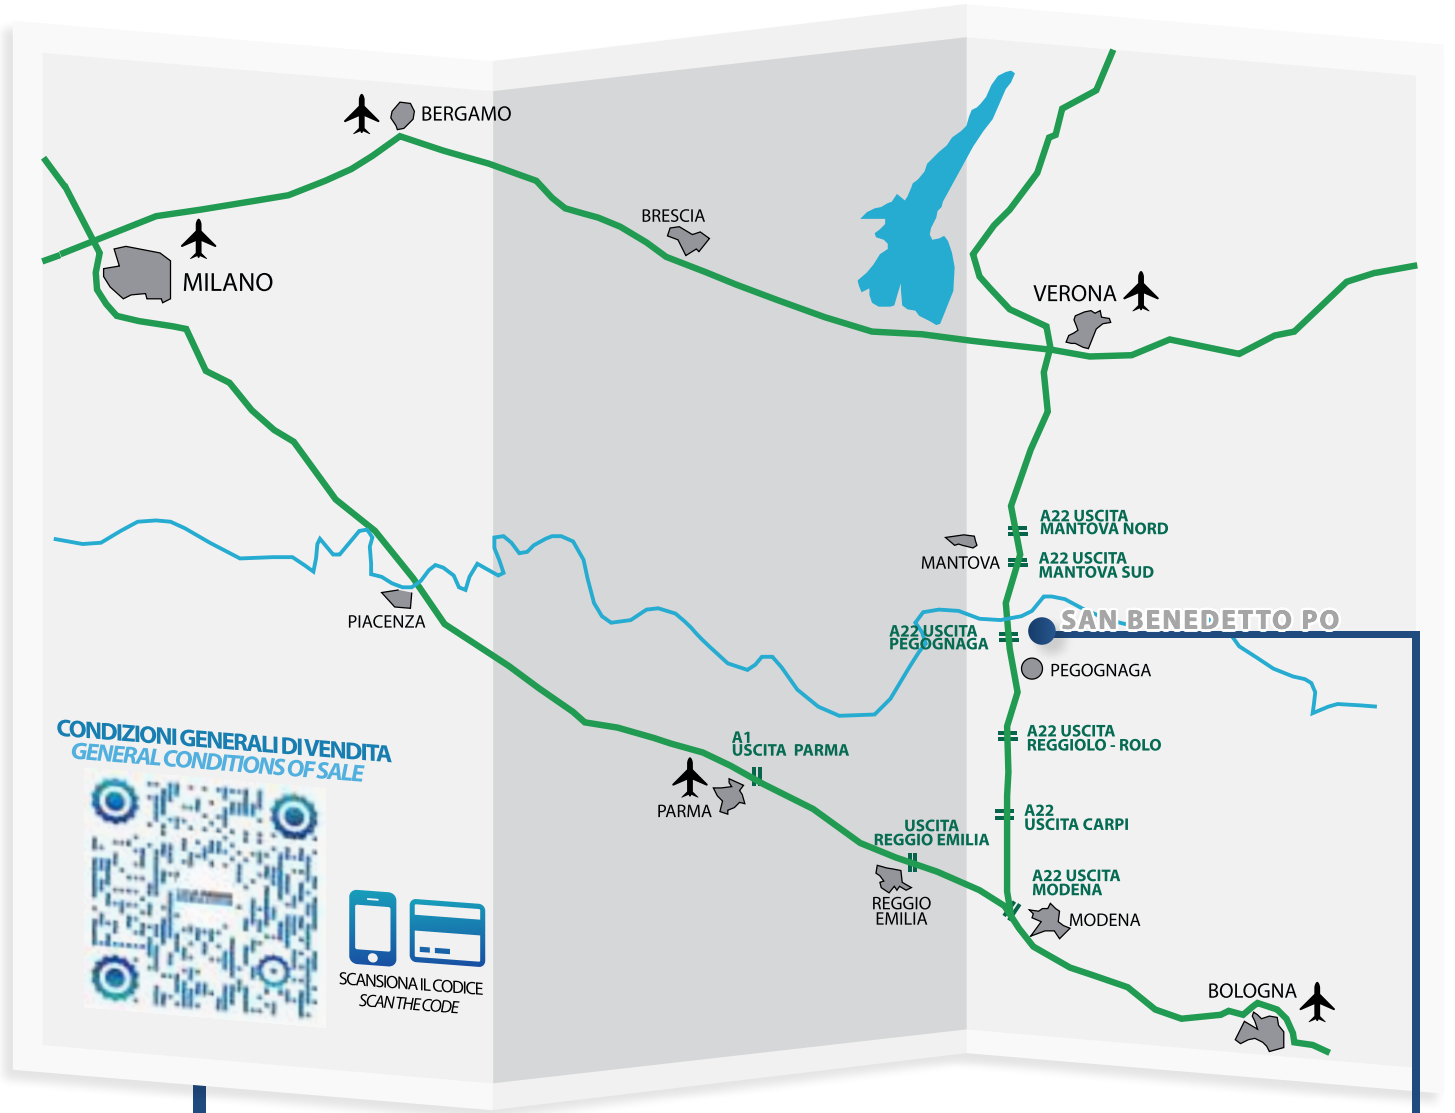 BERGAMO
BRESCIA
MILANO
VERONA
A22 USCITA
MANTOVA NORD
MANTOVA
A22 USCITA
MANTOVA SUD
PIACENZA
SAN BENEDETTO PO
A22 USCITA
PEGOGNAGA
PEGOGNAGA
CONDIZIONI GENERALI DI VENDITA
GENERAL CONDITIONS OF SALE
A1
USCITA PARMA
A22 USCITA
REGGIOLO - ROLO
PARMA
A22
USCITA CARPI
USCITA
REGGIO EMILIA
A22 USCITA
MODENA
REGGIO
EMILIA
MODENA
SCANSIONA IL CODICE
SCAN THE CODE
BOLOGNA